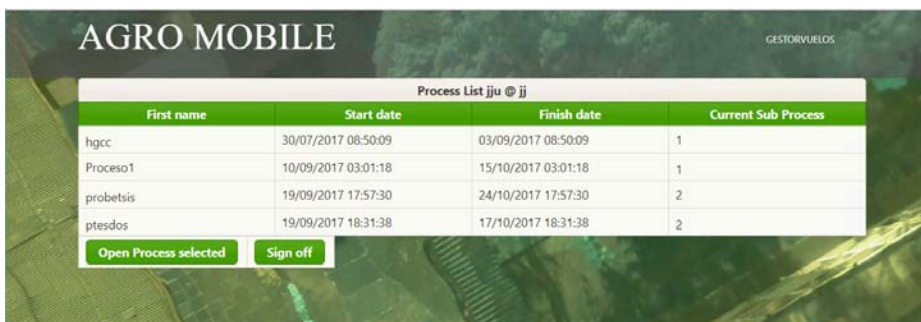 AGRO MOBILE
GESTORVUELOS
Process List jju @ jj
First name Start date Finish date Current Sub Process
hgcc 30/07/2017 08:50:09 03/09/2017 08:50:09 1
Proceso1 10/09/2017 03:01:18 15/10/2017 03:01:18 1
probetsis 19/09/2017 17:57:30 24/10/2017 17:57:30 2
ptesdos 19/09/2017 18:31:38 17/10/2017 18:31:38 2
Open Process selected Sign off